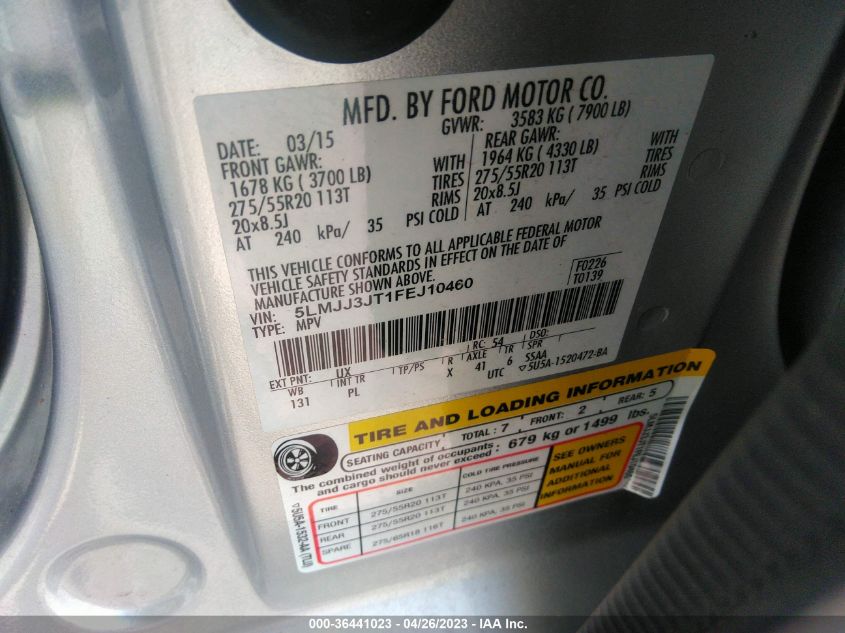 MFD. BY FORD MOTOR CO.
DATE: 03/15 GVWR: 3583 KG ( 7900 LB)
FRONT GAWR: REAR GAWR:
1678 KG ( 3700 LB) WITH 1964 KG ( 4330 LB) WITH
275/55R20 113T TIRES 275/55R20 113T TIRES
20x8.5J RIMS 20x8.5J RIMS
AT 240 kPa/ 35 PSI COLD AT 240 kPa/ 35 PSI COLD
THIS VEHICLE CONFORMS TO ALL APPLICABLE FEDERAL MOTOR
VEHICLE SAFETY STANDARDS IN EFFECT ON THE DATE OF
MANUFACTURE SHOWN ABOVE.
F0226
T0139
VIN: 5LMJJ3JT1FEJ10460
TYPE: MPV
EXT PNT: UX RC: 54 DSO:
WB INT TR TP/PS R AXLE TR SPR
131 PL X 41 6 SSAA
UTC ▽5U5A-1520472-BA
TIRE AND LOADING INFORMATION
SEATING CAPACITY TOTAL : 7 FRONT: 2 REAR: 5
The combined weight of occupants and cargo should never exceed : 679 kg or 1499 lbs.
TIRE SIZE COLD TIRE PRESSURE
FRONT 275/55R20 113T 240 KPA, 35 PSI
REAR 275/55R20 113T 240 KPA, 35 PSI
SPARE 275/65R18 116T 240 KPA, 35 PSI
SEE OWNERS
MANUAL FOR
ADDITIONAL
INFORMATION
000-36441023 - 04/26/2023 - IAA Inc.